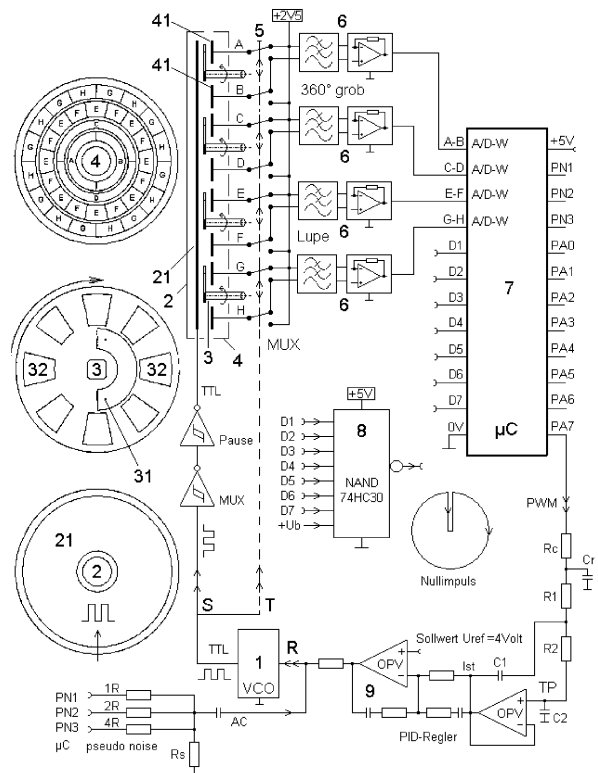 41
41
5
+2V5
6
A
B
C
D
E
F
G
H
360° grob
6
Lupe
6
6
MUX
4
21
2
3
4
H G H G H G H G
F E F E F E F E
C
A B
D
A-B A/D-W +5V
C-D A/D-W PN1
E-F A/D-W PN2
G-H A/D-W PN3
D1 PA0
D2 PA1
D3 7 PA2
D4 PA3
D5 PA4
D6 PA5
D7 PA6
0V µC PA7
32 3 32
31
TTL
Pause
MUX
+5V
D1
D2
D3
D4
D5
D6
D7
+Ub
8
NAND
74HC30
Nullimpuls
PWM
Rc
Cr
R1
R2
21
2
S T
TTL
1
VCO
R
OPV
Sollwert Uref =4Volt
Ist
C1
TP
C2
OPV
9
PID-Regler
PN1 1R
PN2 2R
PN3 4R
AC
µC pseudo noise
Rs